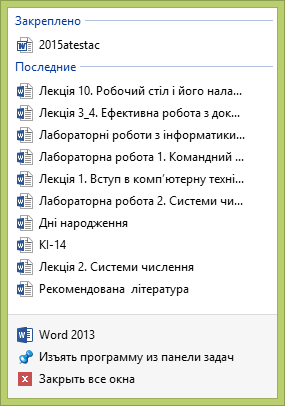 Закреплено
2015atestac
Последние
Лекція 10. Робочий стіл і його нала...
Лекція 3_4. Ефективна робота з док...
Лабораторні роботи з інформатики...
Лабораторна робота 1. Командний ...
Лекція 1. Вступ в комп'ютерну техні...
Лабораторна робота 2. Системи чи...
Дні народження
КІ-14
Лекція 2. Системи числення
Рекомендована література
Word 2013
Изъять программу из панели задач
Закрыть все окна